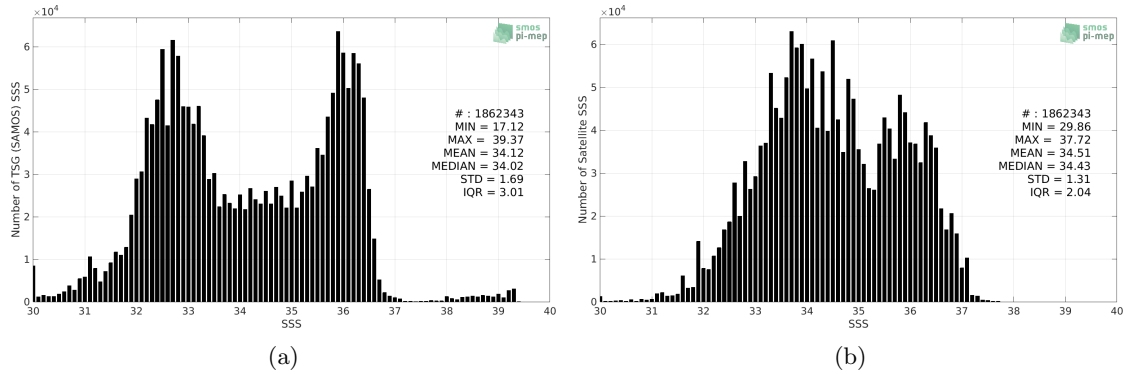 ×10⁴
smos
pi-mep
Number of TSG (SAMOS) SSS
6
5
4
3
2
1
0
# : 1862343
MIN = 17.12
MAX = 39.37
MEAN = 34.12
MEDIAN = 34.02
STD = 1.69
IQR = 3.01
30 31 32 33 34 35 36 37 38 39 40
SSS
(a)
×10⁴
smos
pi-mep
Number of Satellite SSS
6
5
4
3
2
1
0
# : 1862343
MIN = 29.86
MAX = 37.72
MEAN = 34.51
MEDIAN = 34.43
STD = 1.31
IQR = 2.04
30 31 32 33 34 35 36 37 38 39 40
SSS
(b)